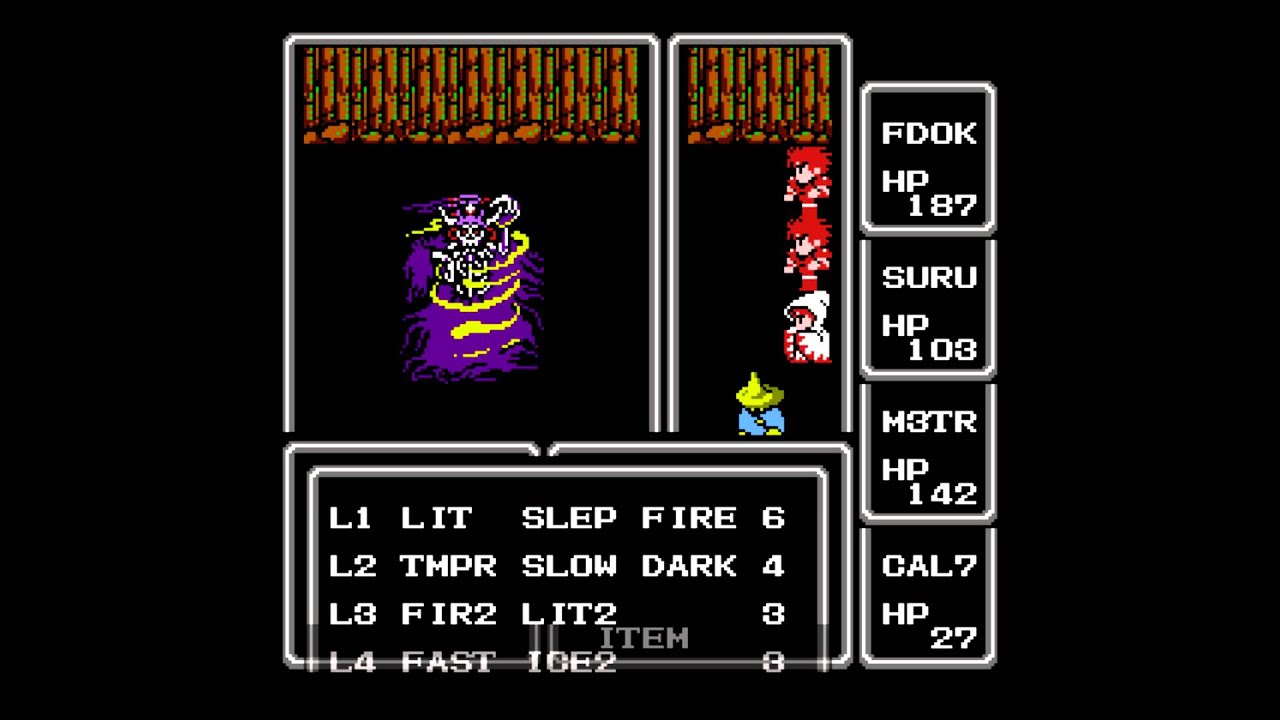 FDOK
HP
187
SURU
HP
103
M3TR
HP
142
CAL7
HP
27
L1 LIT SLEP FIRE 6
L2 TMPR SLOW DARK 4
L3 FIR2 LIT2 3
ITEM
L4 FAST ICE2 3